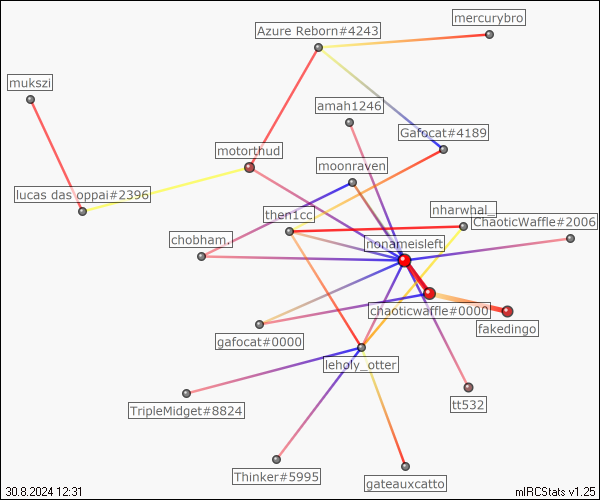 mercurybro
Azure Reborn#4243
mukszi
amah1246
Gafocat#4189
motorthud
moonraven
lucas das oppai#2396
nharwhal_
then1cc
ChaoticWaffle#2006
chobham.
nonameisleft
chaoticwaffle#0000
fakedingo
gafocat#0000
leholy_otter
tt532
TripleMidget#8824
Thinker#5995
gateauxcatto
30.8.2024 12:31
mIRCStats v1.25